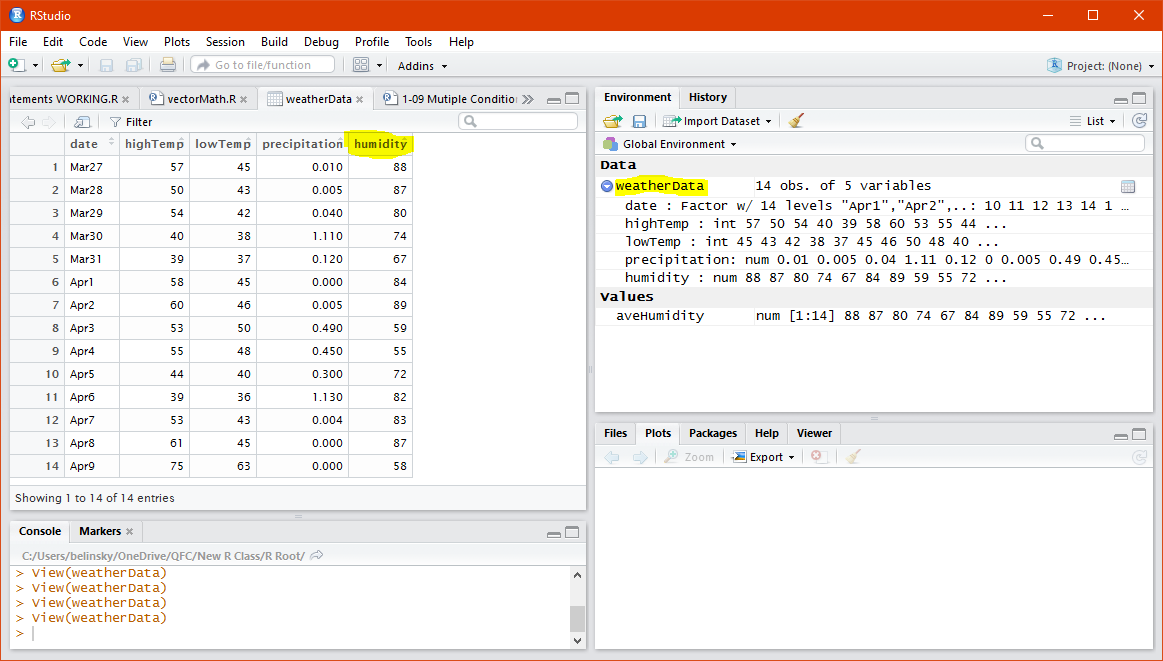 RStudio
File Edit Code View Plots Session Build Debug Profile Tools Help
Go to file/function Addins Project: (None)
atements WORKING.R vectorMath.R weatherData 1-09 Mutiple Conditio
Filter
date highTemp lowTemp precipitation humidity
1 Mar27 57 45 0.010 88
2 Mar28 50 43 0.005 87
3 Mar29 54 42 0.040 80
4 Mar30 40 38 1.110 74
5 Mar31 39 37 0.120 67
6 Apr1 58 45 0.000 84
7 Apr2 60 46 0.005 89
8 Apr3 53 50 0.490 59
9 Apr4 55 48 0.450 55
10 Apr5 44 40 0.300 72
11 Apr6 39 36 1.130 82
12 Apr7 53 43 0.004 83
13 Apr8 61 45 0.000 87
14 Apr9 75 63 0.000 58
Showing 1 to 14 of 14 entries
Console Markers
C:/Users/belinsky/OneDrive/QFC/New R Class/R Root/
> View(weatherData)
> View(weatherData)
> View(weatherData)
> View(weatherData)
>
Environment History
Import Dataset List
Global Environment
Data
weatherData 14 obs. of 5 variables
date : Factor w/ 14 levels "Apr1","Apr2",..: 10 11 12 13 14 1 …
highTemp : int 57 50 54 40 39 58 60 53 55 44 ...
lowTemp : int 45 43 42 38 37 45 46 50 48 40 ...
precipitation: num 0.01 0.005 0.04 1.11 0.12 0 0.005 0.49 0.45…
humidity : num 88 87 80 74 67 84 89 59 55 72 ...
Values
aveHumidity num [1:14] 88 87 80 74 67 84 89 59 55 72 ...
Files Plots Packages Help Viewer
Zoom Export